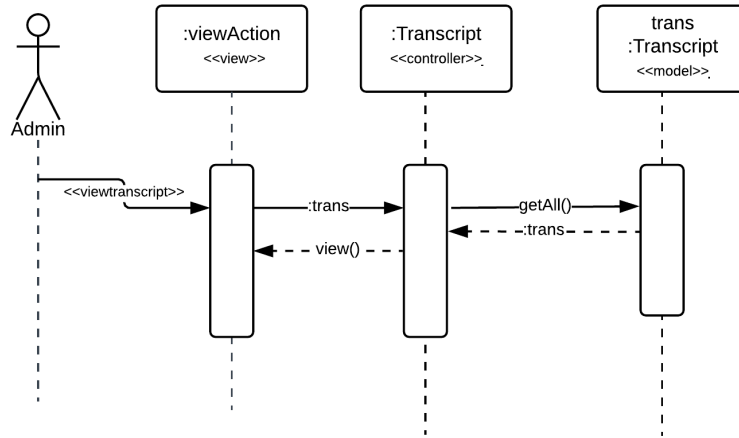 :viewAction
<<view>>
:Transcript
<<controller>>.
trans
:Transcript
<<model>>.
Admin
<<viewtranscript>>
:trans
getAll()
:trans
view()